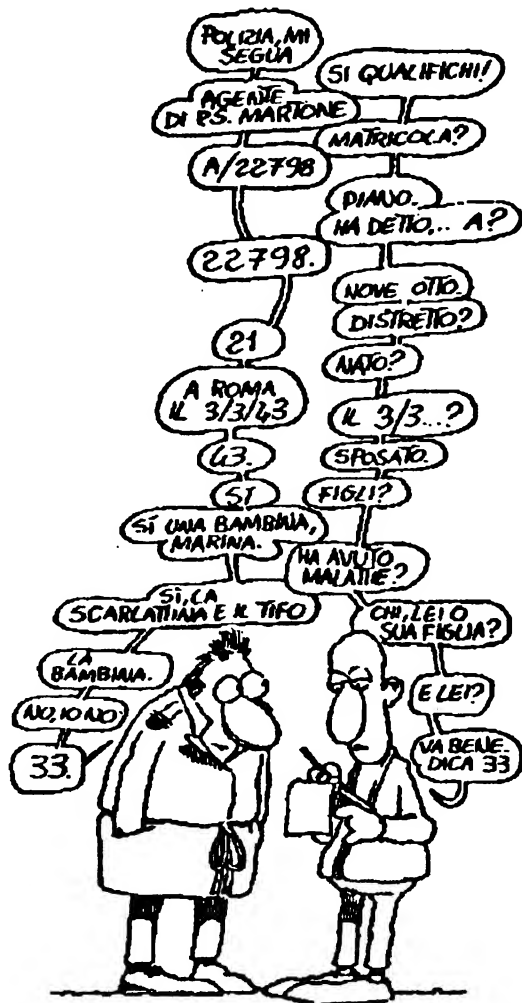 POLIZIA, MI
SEGUA
SI QUALIFICHI!
AGENTE
DI P.S. MARTONE
MATRICOLA?
A/22798
PIANO.
HA DETTO... A?
22798.
NOVE OTTO.
DISTRETTO?
21
NATO?
A ROMA
IL 3/3/43
IL 3/3...?
43.
SPOSATO.
SI
FIGLI?
SÍ UNA BAMBINA,
MARINA.
HA AVUTO
MALATTIE?
SI, LA
SCARLATTINA E IL TIFO
CHI, LEI O
SUA FIGLIA?
LA
BAMBINA.
E LEI?
NO, IO NO
VA BENE.
DICA 33
33.